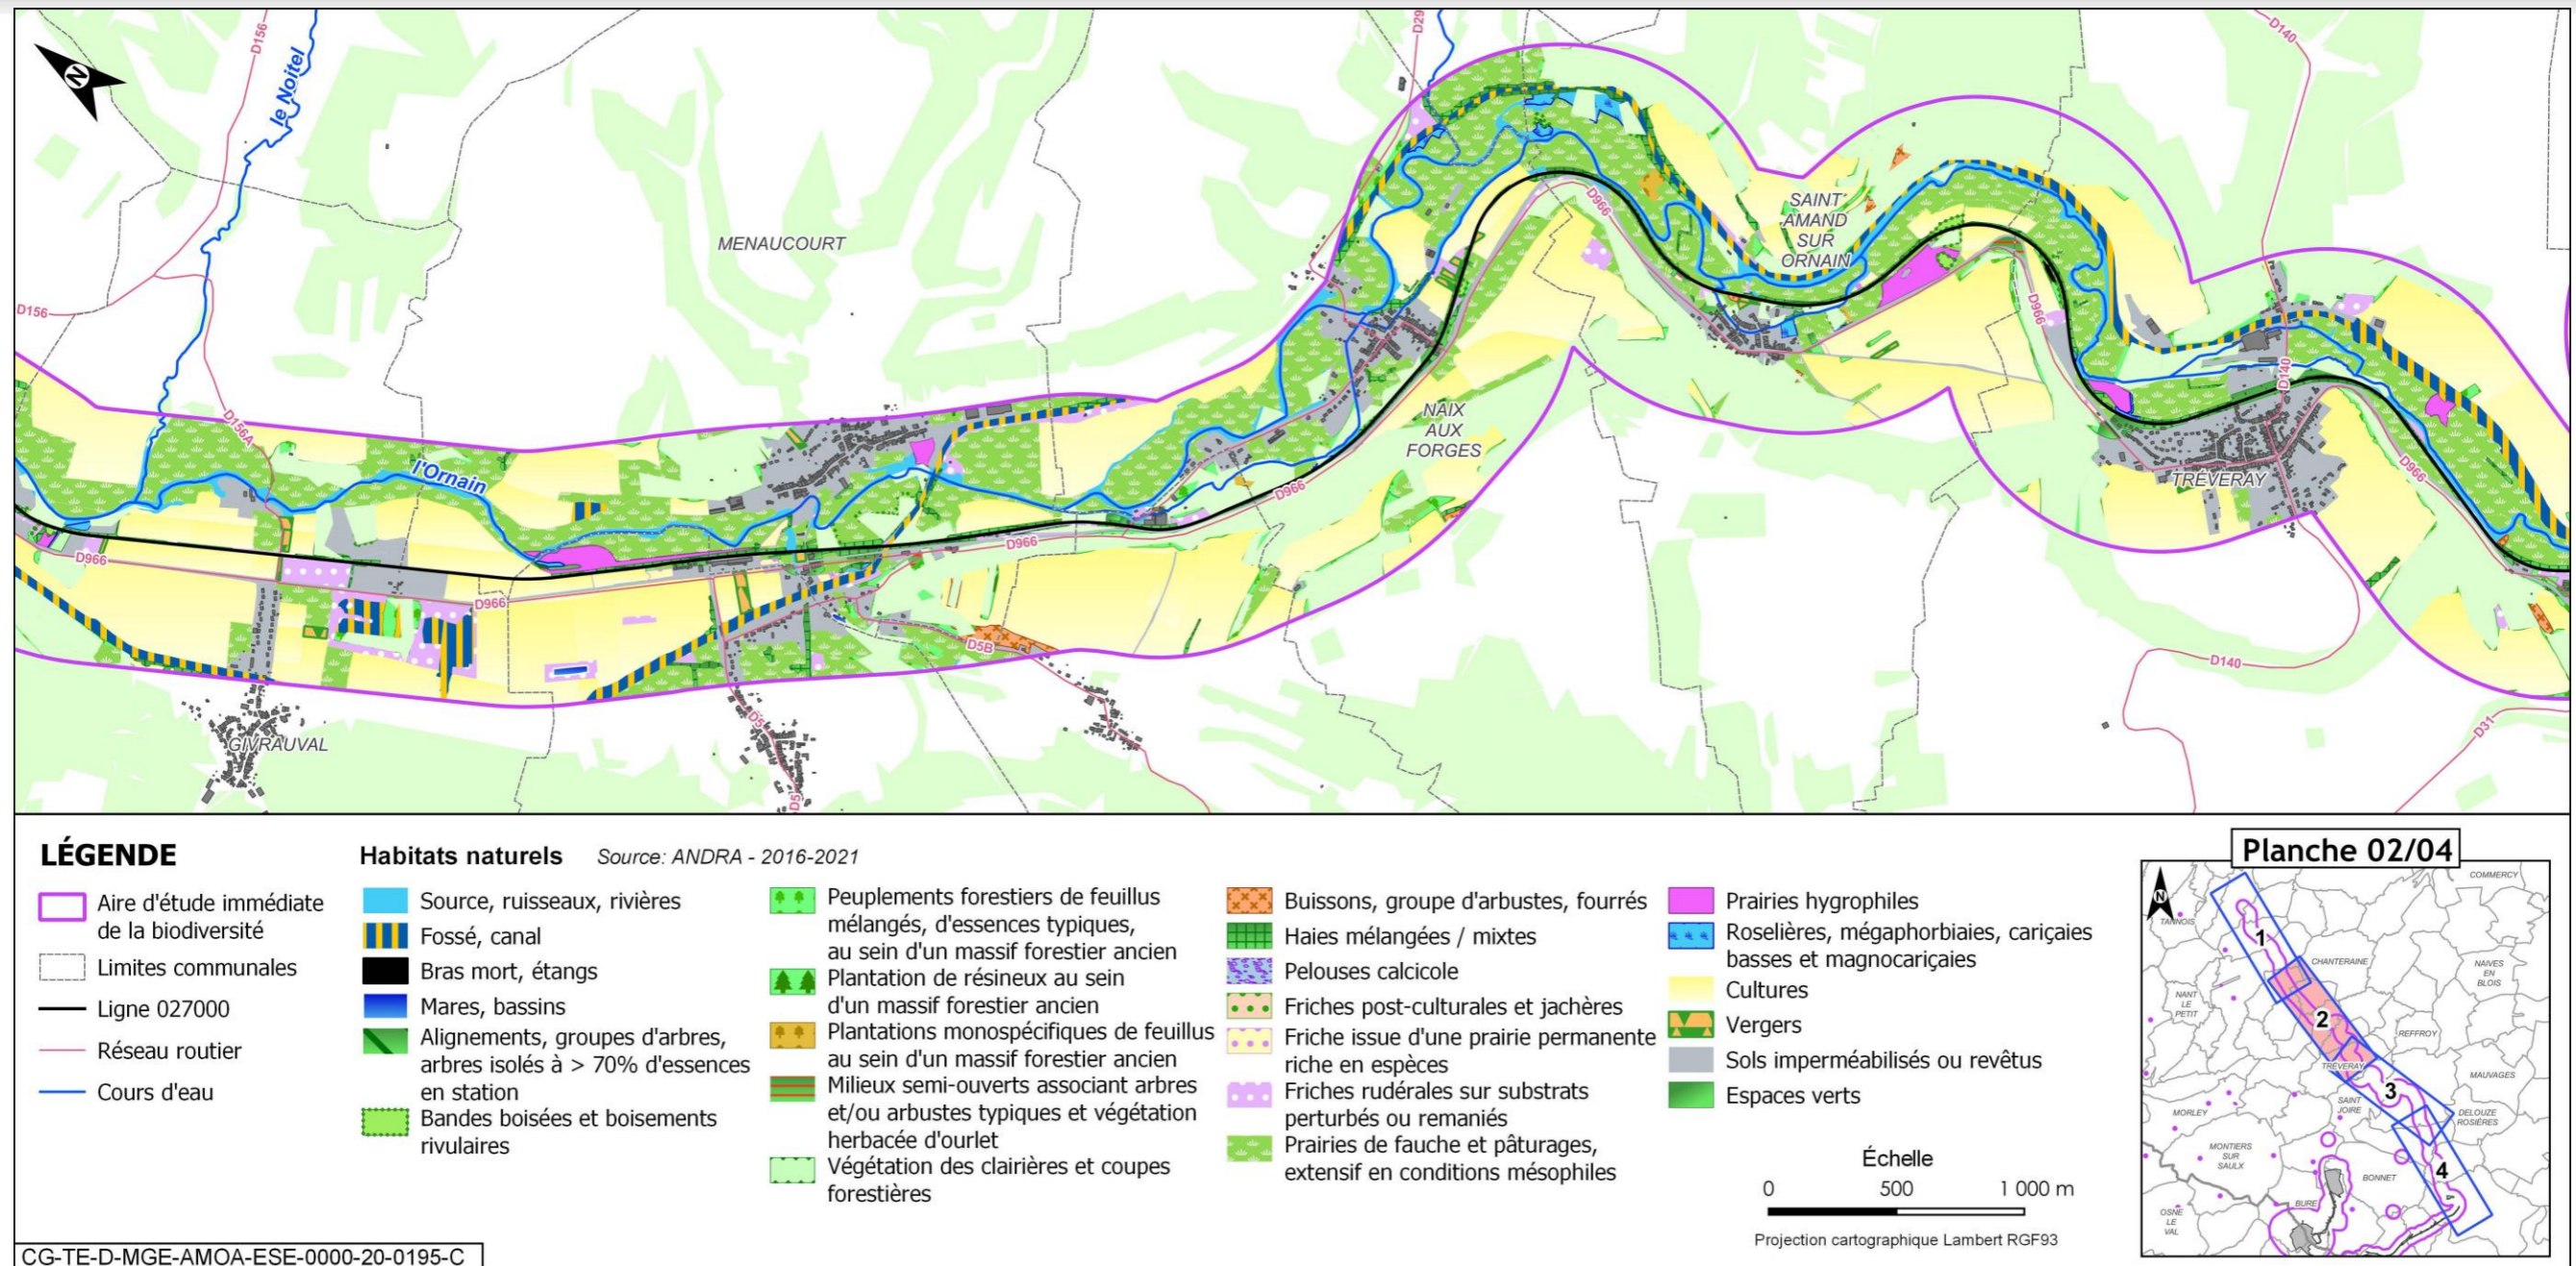 D156
le Noitel
D29
D140
N
MENAUCOURT
D966
SAINT
AMAND
SUR
ORNAIN
D156
D966
D156A
D140
l'Ornain
NAIX
AUX
FORGES
TRÉVERAY
D966
D966
D966
D966
D966
D5B
D140
GIVRAUVAL
D5
D5
D31
LÉGENDE
Aire d'étude immédiate
de la biodiversité
Limites communales
Ligne 027000
Réseau routier
Cours d'eau
Habitats naturels Source: ANDRA - 2016-2021
Source, ruisseaux, rivières
Fossé, canal
Bras mort, étangs
Mares, bassins
Alignements, groupes d'arbres,
arbres isolés à > 70% d'essences
en station
Bandes boisées et boisements
rivulaires
Peuplements forestiers de feuillus
mélangés, d'essences typiques,
au sein d'un massif forestier ancien
Plantation de résineux au sein
d'un massif forestier ancien
Plantations monospécifiques de feuillus
au sein d'un massif forestier ancien
Milieux semi-ouverts associant arbres
et/ou arbustes typiques et végétation
herbacée d'ourlet
Végétation des clairières et coupes
forestières
Buissons, groupe d'arbustes, fourrés
Haies mélangées / mixtes
Pelouses calcicole
Friches post-culturales et jachères
Friche issue d'une prairie permanente
riche en espèces
Friches rudérales sur substrats
perturbés ou remaniés
Prairies de fauche et pâturages,
extensif en conditions mésophiles
Prairies hygrophiles
Roselières, mégaphorbiaies, cariçaies
basses et magnocariçaies
Cultures
Vergers
Sols imperméabilisés ou revêtus
Espaces verts
Échelle
0 500 1 000 m
Projection cartographique Lambert RGF93
Planche 02/04
N
COMMERCY
TANNOIS
1
CHANTERAINE
NAIVES
EN
BLOIS
NANT
LE
PETIT
2
REFFROY
TRÉVERAY
MAUVAGES
3
SAINT
JOIRE
MORLEY
DELOUZE
ROSIÈRES
MONTIERS
SUR
SAULX
4
BONNET
BURE
OSNE
LE
VAL
CG-TE-D-MGE-AMOA-ESE-0000-20-0195-C